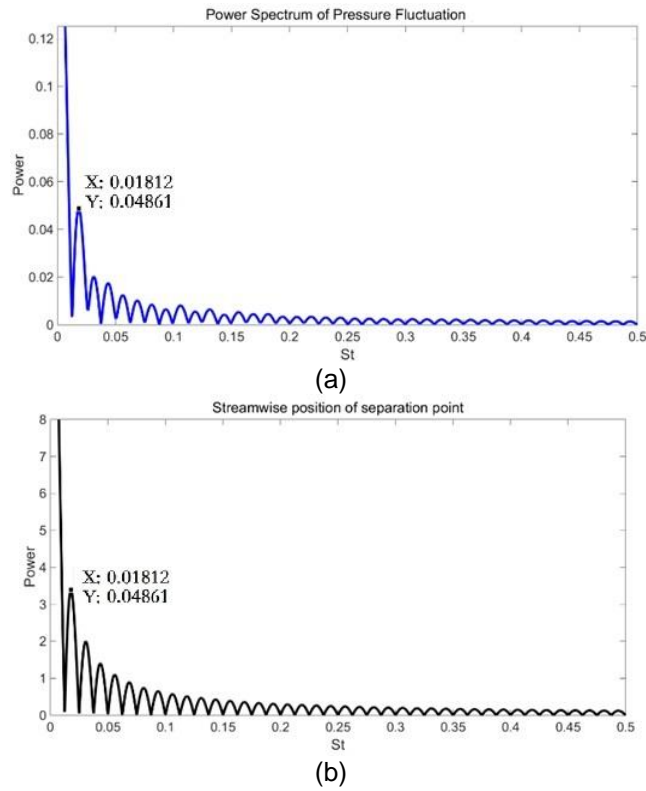 Power Spectrum of Pressure Fluctuation
0.12
0.1
0.08
0.06
0.04
0.02
0
Power
X: 0.01812
Y: 0.04861
0 0.05 0.1 0.15 0.2 0.25 0.3 0.35 0.4 0.45 0.5
St
(a)
Streamwise position of separation point
8
7
6
5
4
3
2
1
0
Power
X: 0.01812
Y: 0.04861
0 0.05 0.1 0.15 0.2 0.25 0.3 0.35 0.4 0.45 0.5
St
(b)